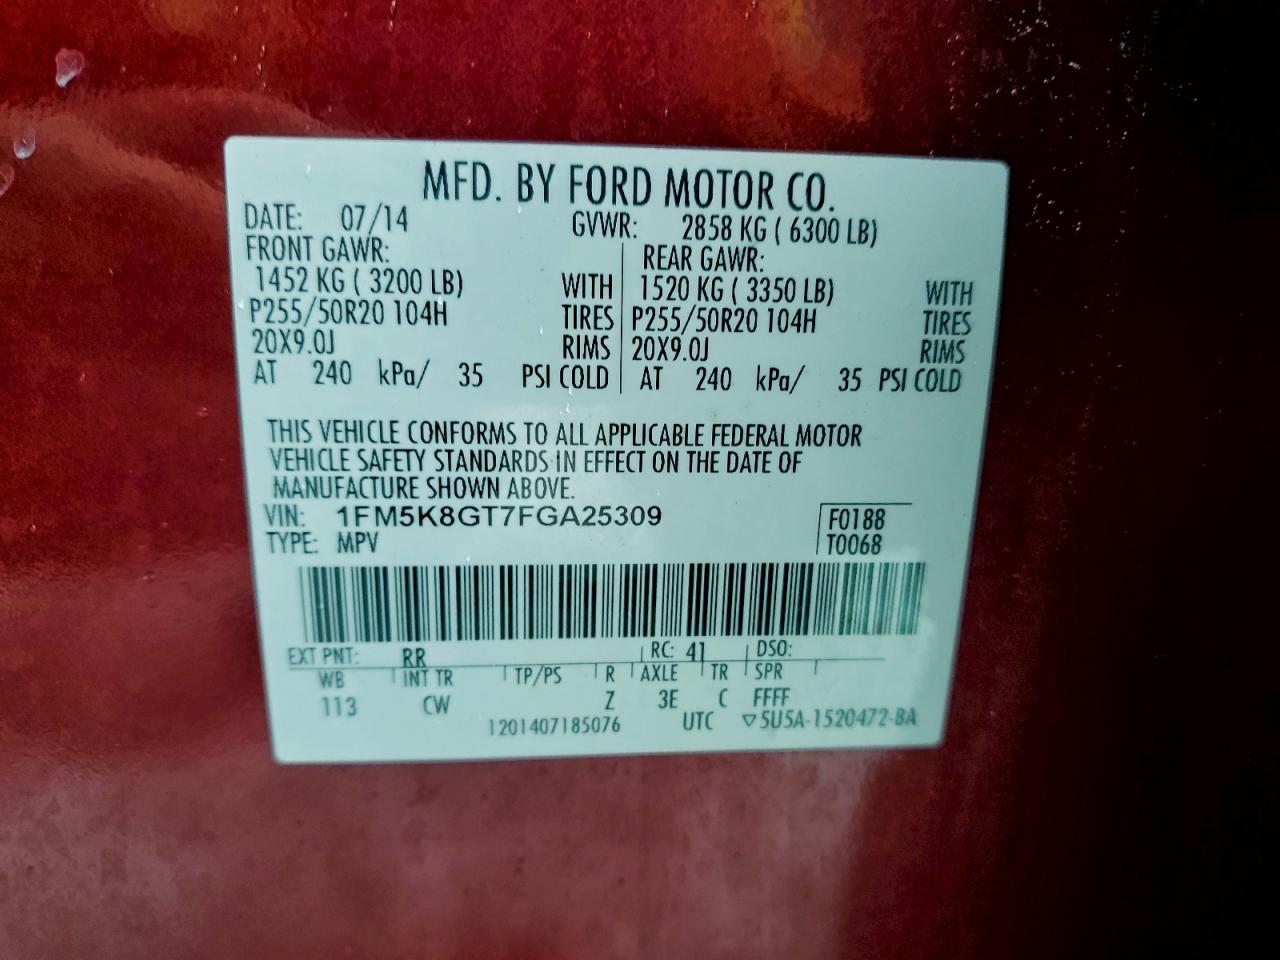 MFD. BY FORD MOTOR CO.
DATE: 07/14 GVWR: 2858 KG ( 6300 LB)
FRONT GAWR: REAR GAWR:
1452 KG ( 3200 LB) WITH 1520 KG ( 3350 LB) WITH
P255/50R20 104H TIRES P255/50R20 104H TIRES
20X9.0J RIMS 20X9.0J RIMS
AT 240 kPa/ 35 PSI COLD AT 240 kPa/ 35 PSI COLD
THIS VEHICLE CONFORMS TO ALL APPLICABLE FEDERAL MOTOR
VEHICLE SAFETY STANDARDS IN EFFECT ON THE DATE OF
MANUFACTURE SHOWN ABOVE.
VIN: 1FM5K8GT7FGA25309 F0188
TYPE: MPV T0068
EXT PNT: RR RC: 41 DSO:
WB INT TR TP/PS R AXLE TR SPR
113 CW Z 3E C FFFF
1201407185076 UTC ▽5U5A-1520472-BA